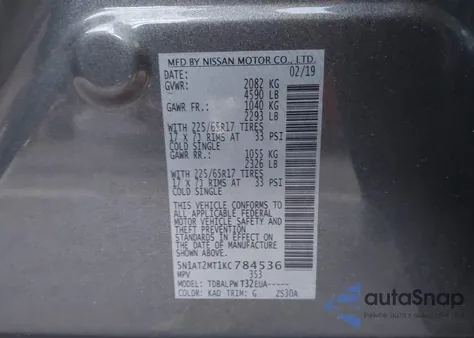 MFD BY NISSAN MOTOR CO., LTD.
DATE: 02/19
GVWR: 2082 KG
4590 LB
GAWR FR.: 1040 KG
2293 LB
WITH 225/65R17 TIRES
17 X 7J RIMS AT 33 PSI
COLD SINGLE
GAWR RR.: 1055 KG
2326 LB
WITH 225/65R17 TIRES
17 X 7J RIMS AT 33 PSI
COLD SINGLE
THIS VEHICLE CONFORMS TO
ALL APPLICABLE FEDERAL
MOTOR VEHICLE SAFETY AND
THEFT PREVENTION
STANDARDS IN EFFECT ON
THE DATE OF MANUFACTURE
SHOWN ABOVE.
5N1AT2MT1KC784536
MPV 353
MODEL: TDBALPW T32EUA-----
COLOR: KAD TRIM: G ZS30A
autoSnap